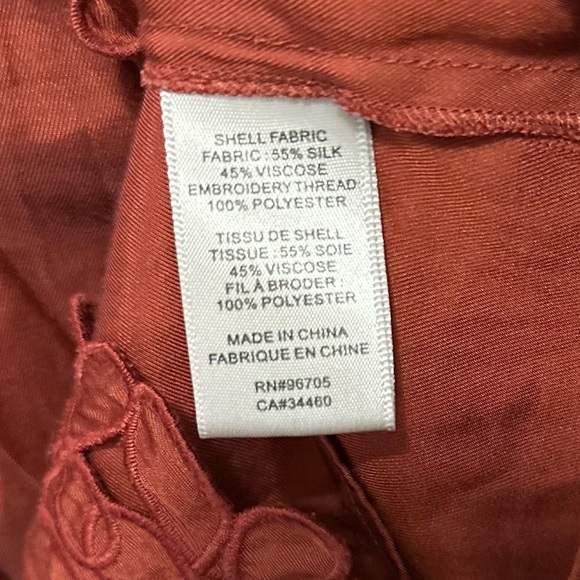 SHELL FABRIC
FABRIC : 55% SILK
45% VISCOSE
EMBROIDERY THREAD:
100% POLYESTER
TISSU DE SHELL
TISSUE : 55% SOIE
45% VISCOSE
FIL À BRODER :
100% POLYESTER
MADE IN CHINA
FABRIQUE EN CHINE
RN#96705
CA#34460